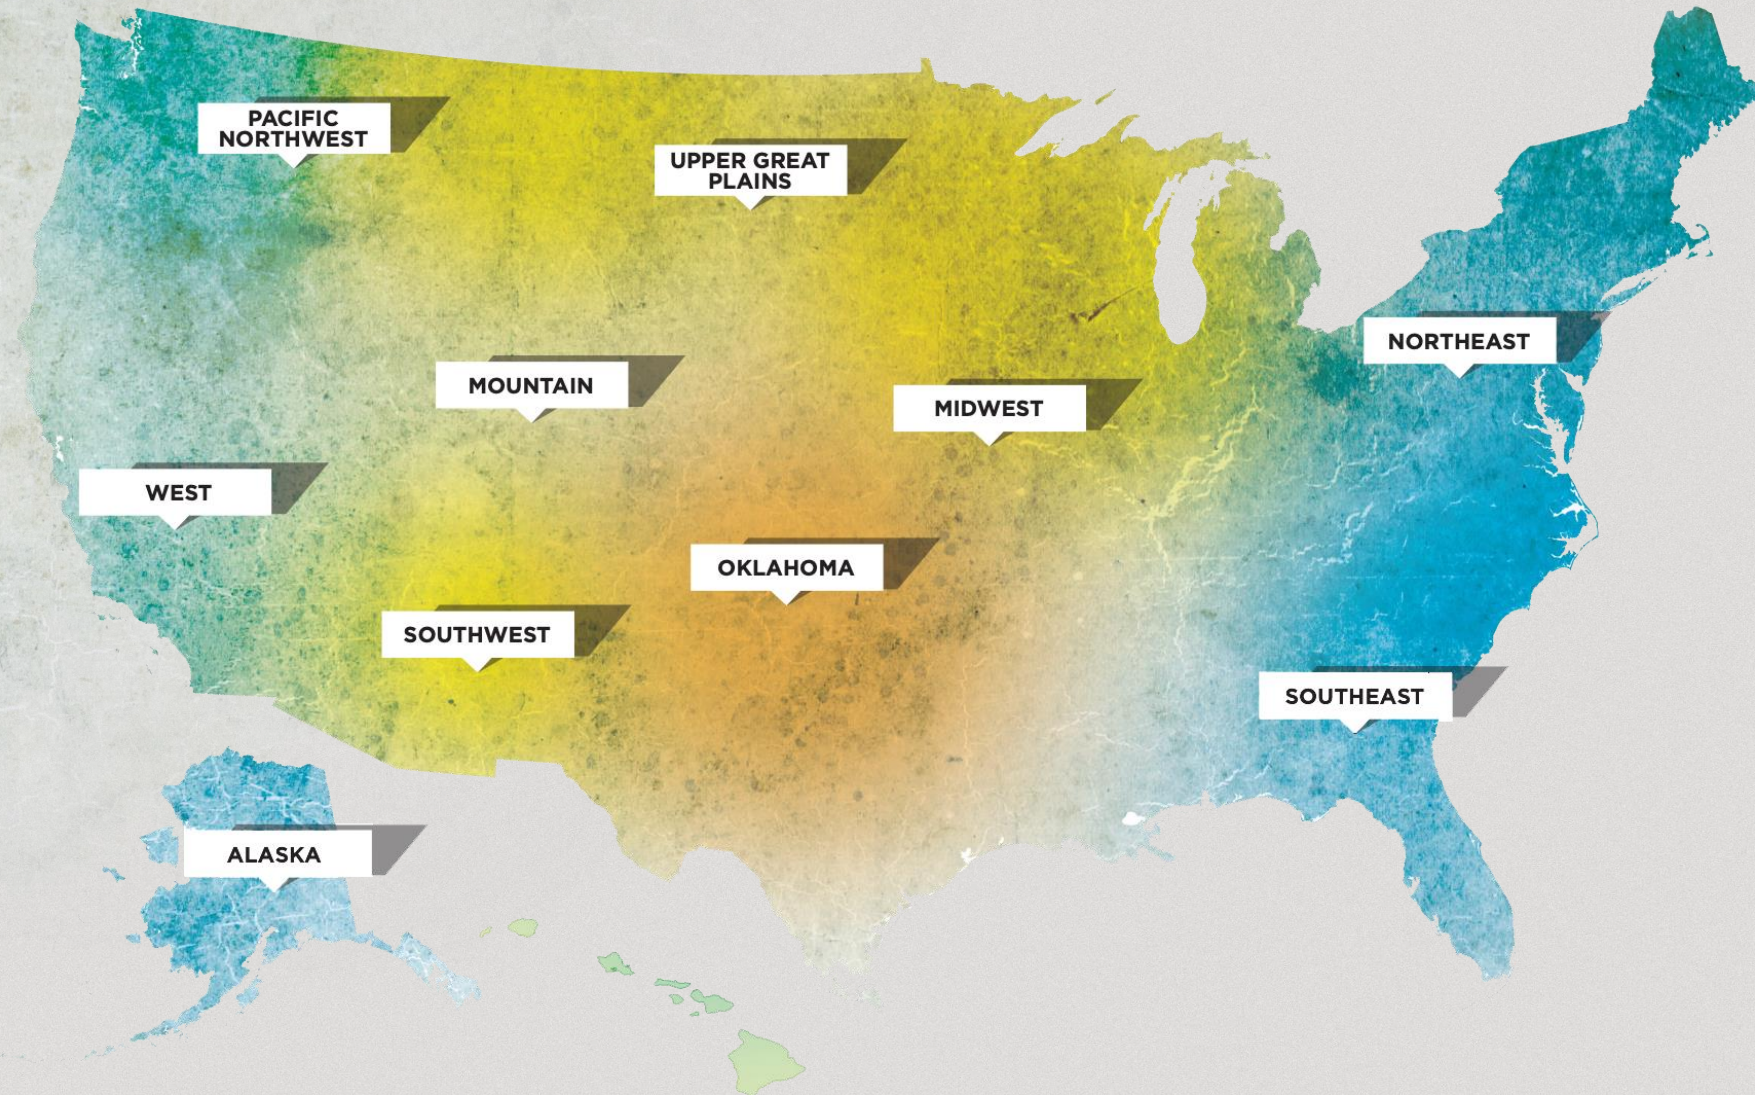 PACIFIC
NORTHWEST
UPPER GREAT
PLAINS
NORTHEAST
MOUNTAIN
MIDWEST
WEST
OKLAHOMA
SOUTHWEST
SOUTHEAST
ALASKA